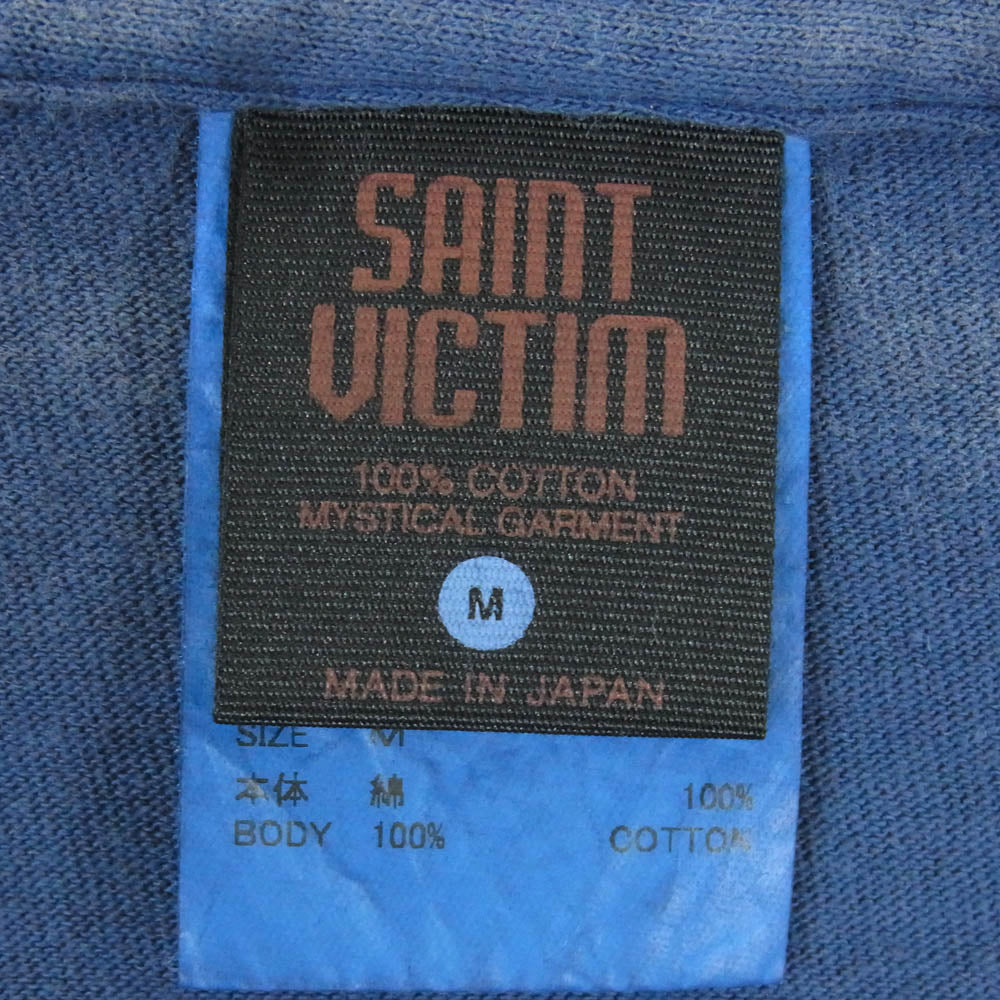 SAINT
VICTIM
100% COTTON
MYSTICAL GARMENT
M
MADE IN JAPAN
SIZE M
本体 綿 100%
BODY 100% COTTON